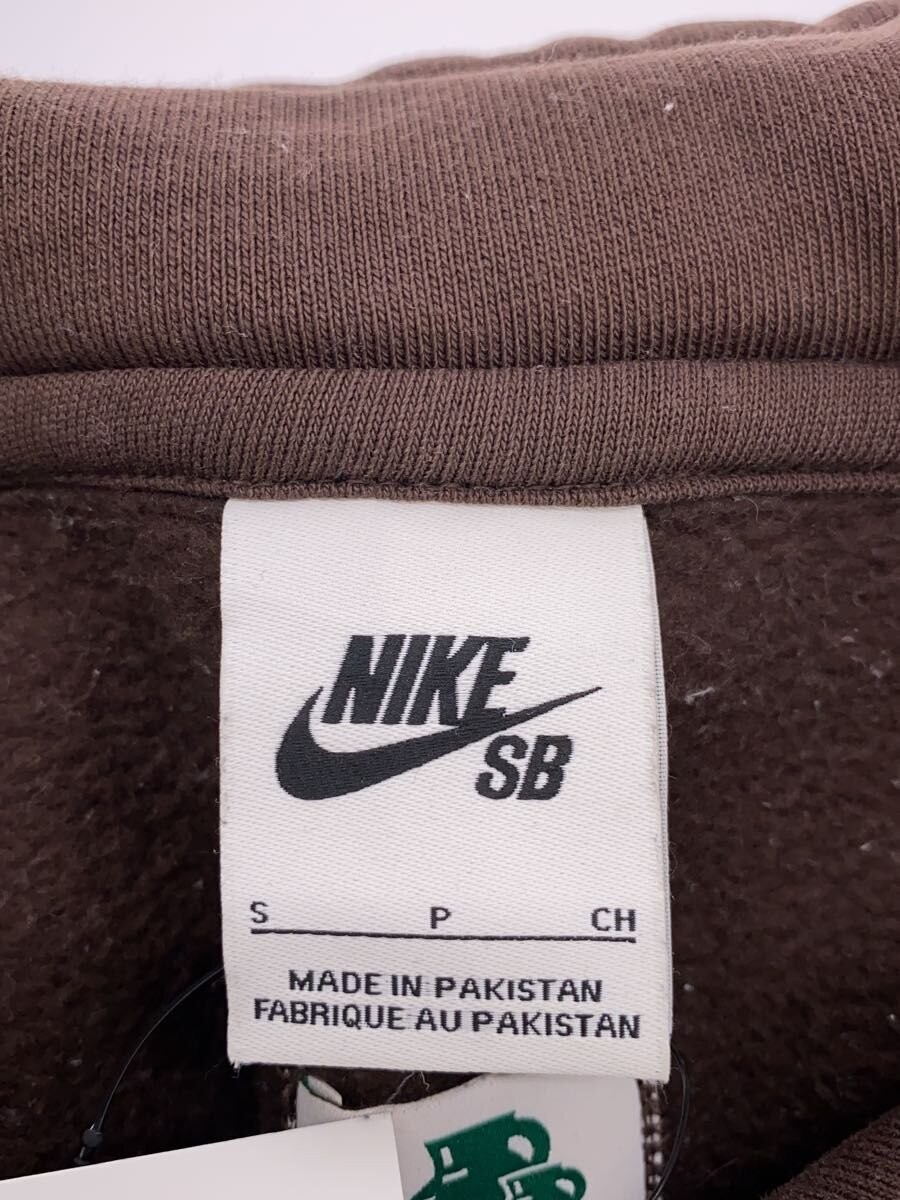 NIKE
SB
S P CH
MADE IN PAKISTAN
FABRIQUE AU PAKISTAN